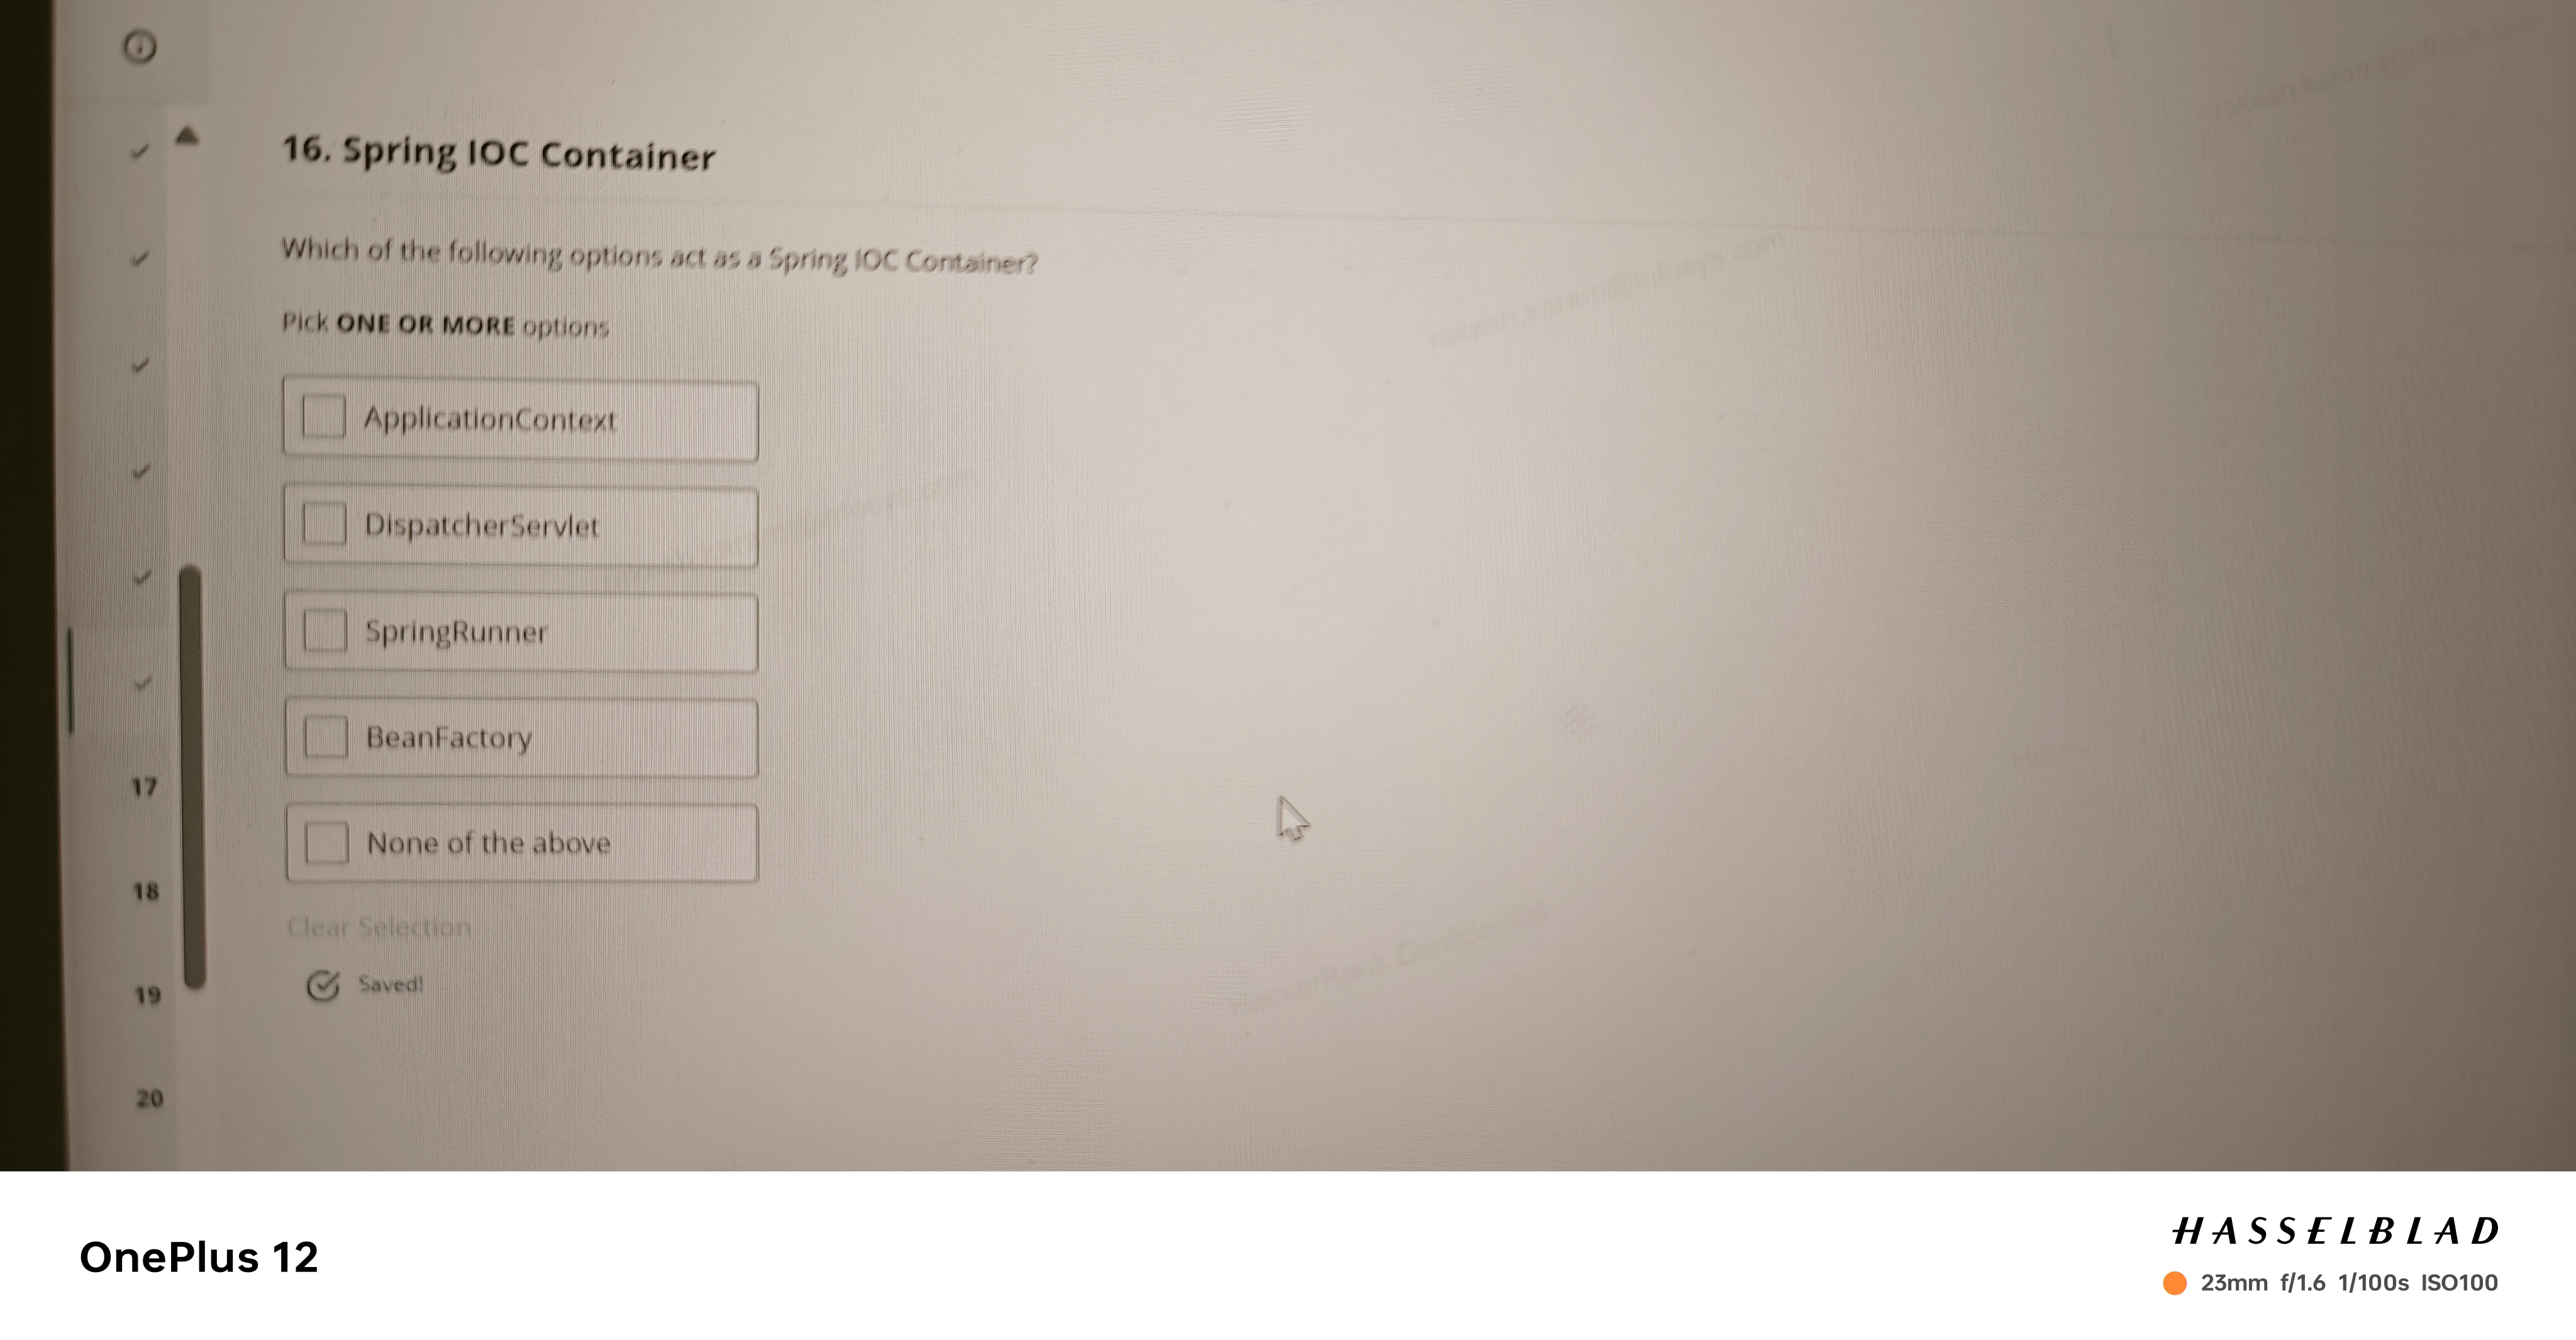 16. Spring IOC Container
Which of the following options act as a Spring IOC Container?
Pick ONE OR MORE options
ApplicationContext
DispatcherServlet
SpringRunner
BeanFactory
None of the above
Clear Selection
Saved!
17
18
19
20
OnePlus 12
HASSELBLAD
23mm f/1.6 1/100s ISO100